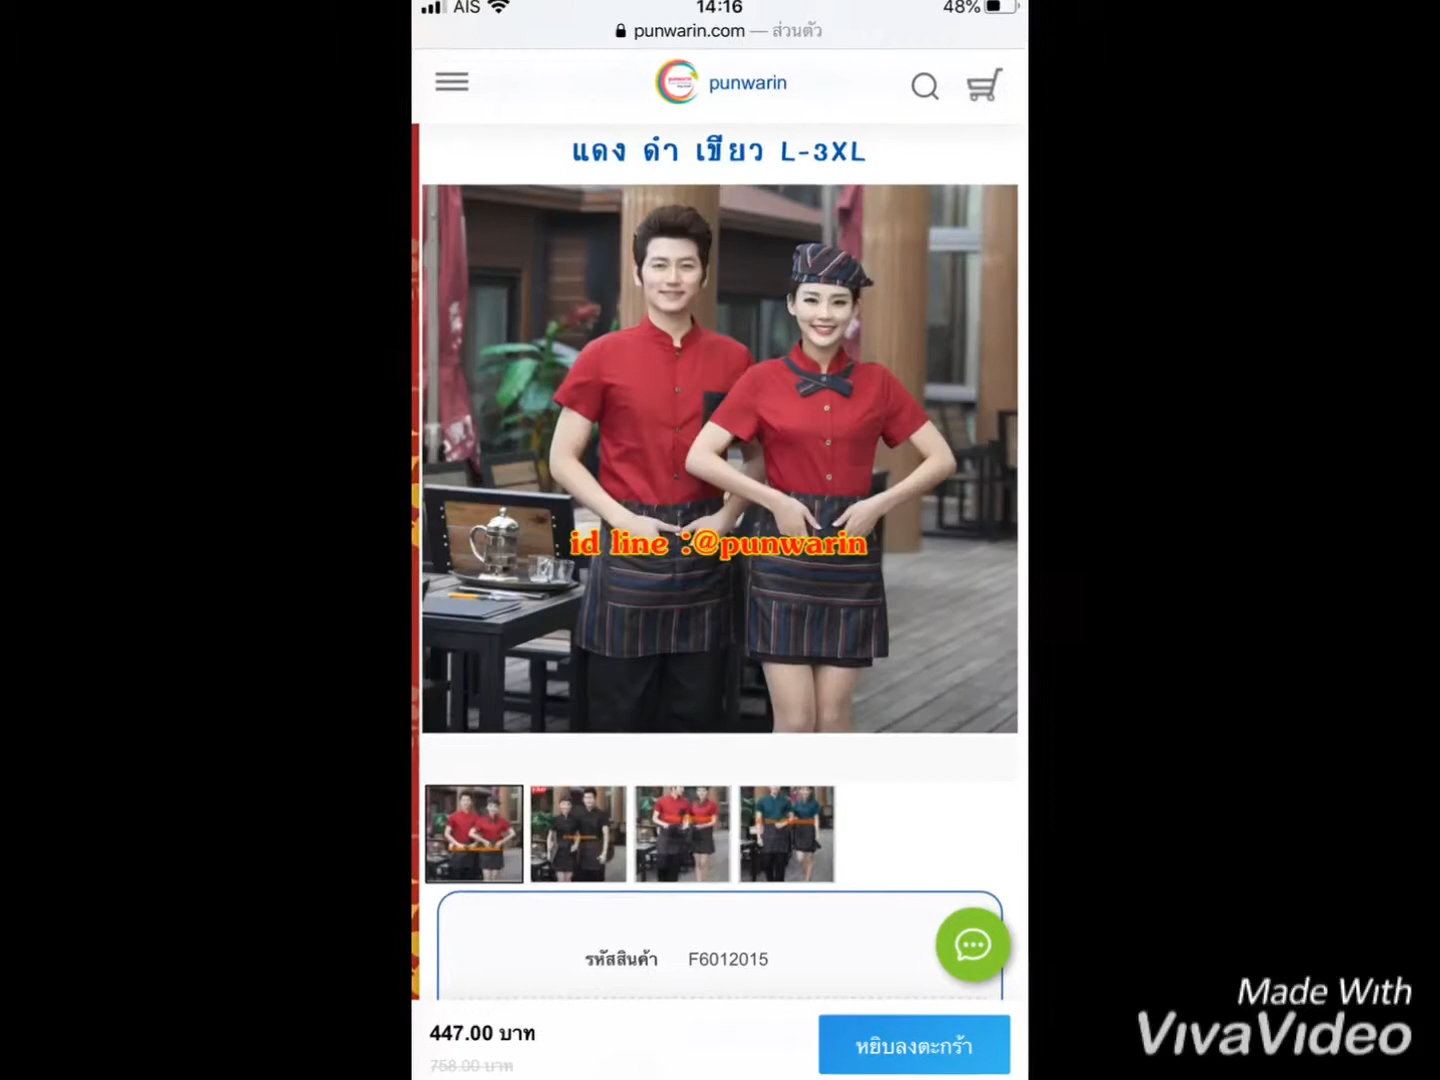 AIS
14:16
48%
punwarin.com — ส่วนตัว
punwarin
แดง ดำ เขียว L-3XL
id line :@punwarin
รหัสสินค้า F6012015
447.00 บาท
758.00 บาท
หยิบลงตะกร้า
Made With
VivaVideo